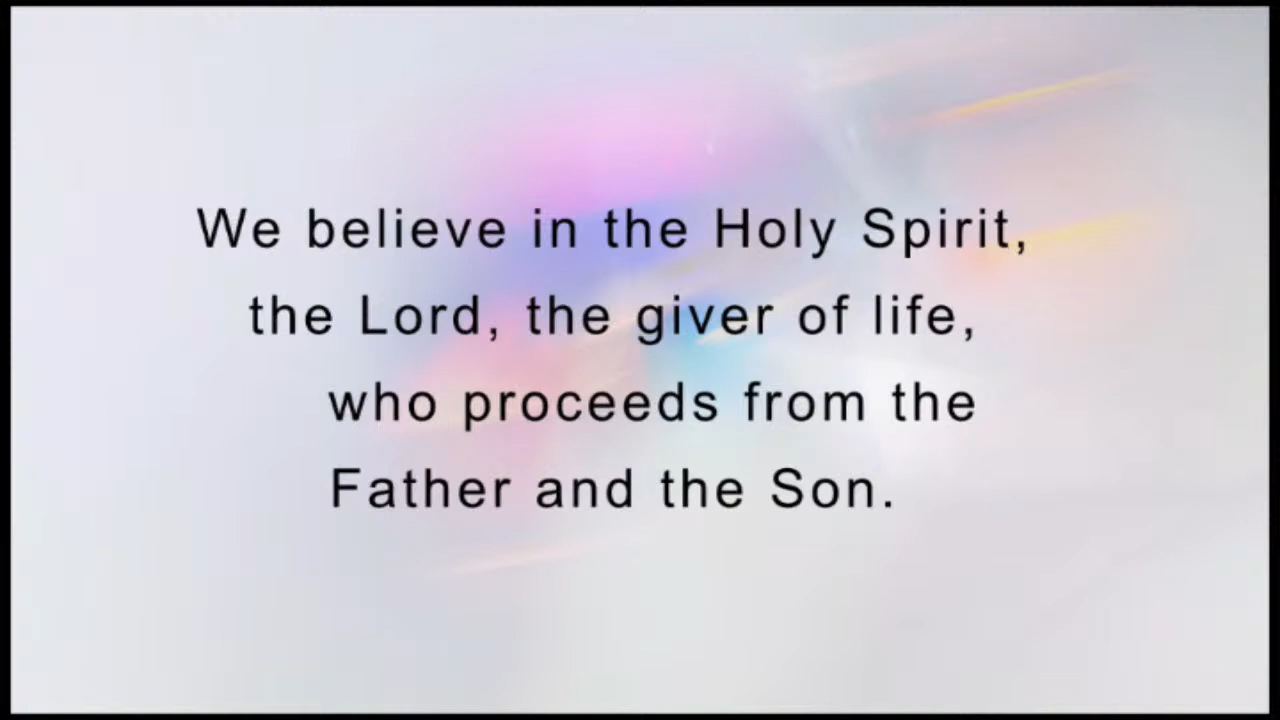 We believe in the Holy Spirit,
the Lord, the giver of life,
who proceeds from the
Father and the Son.